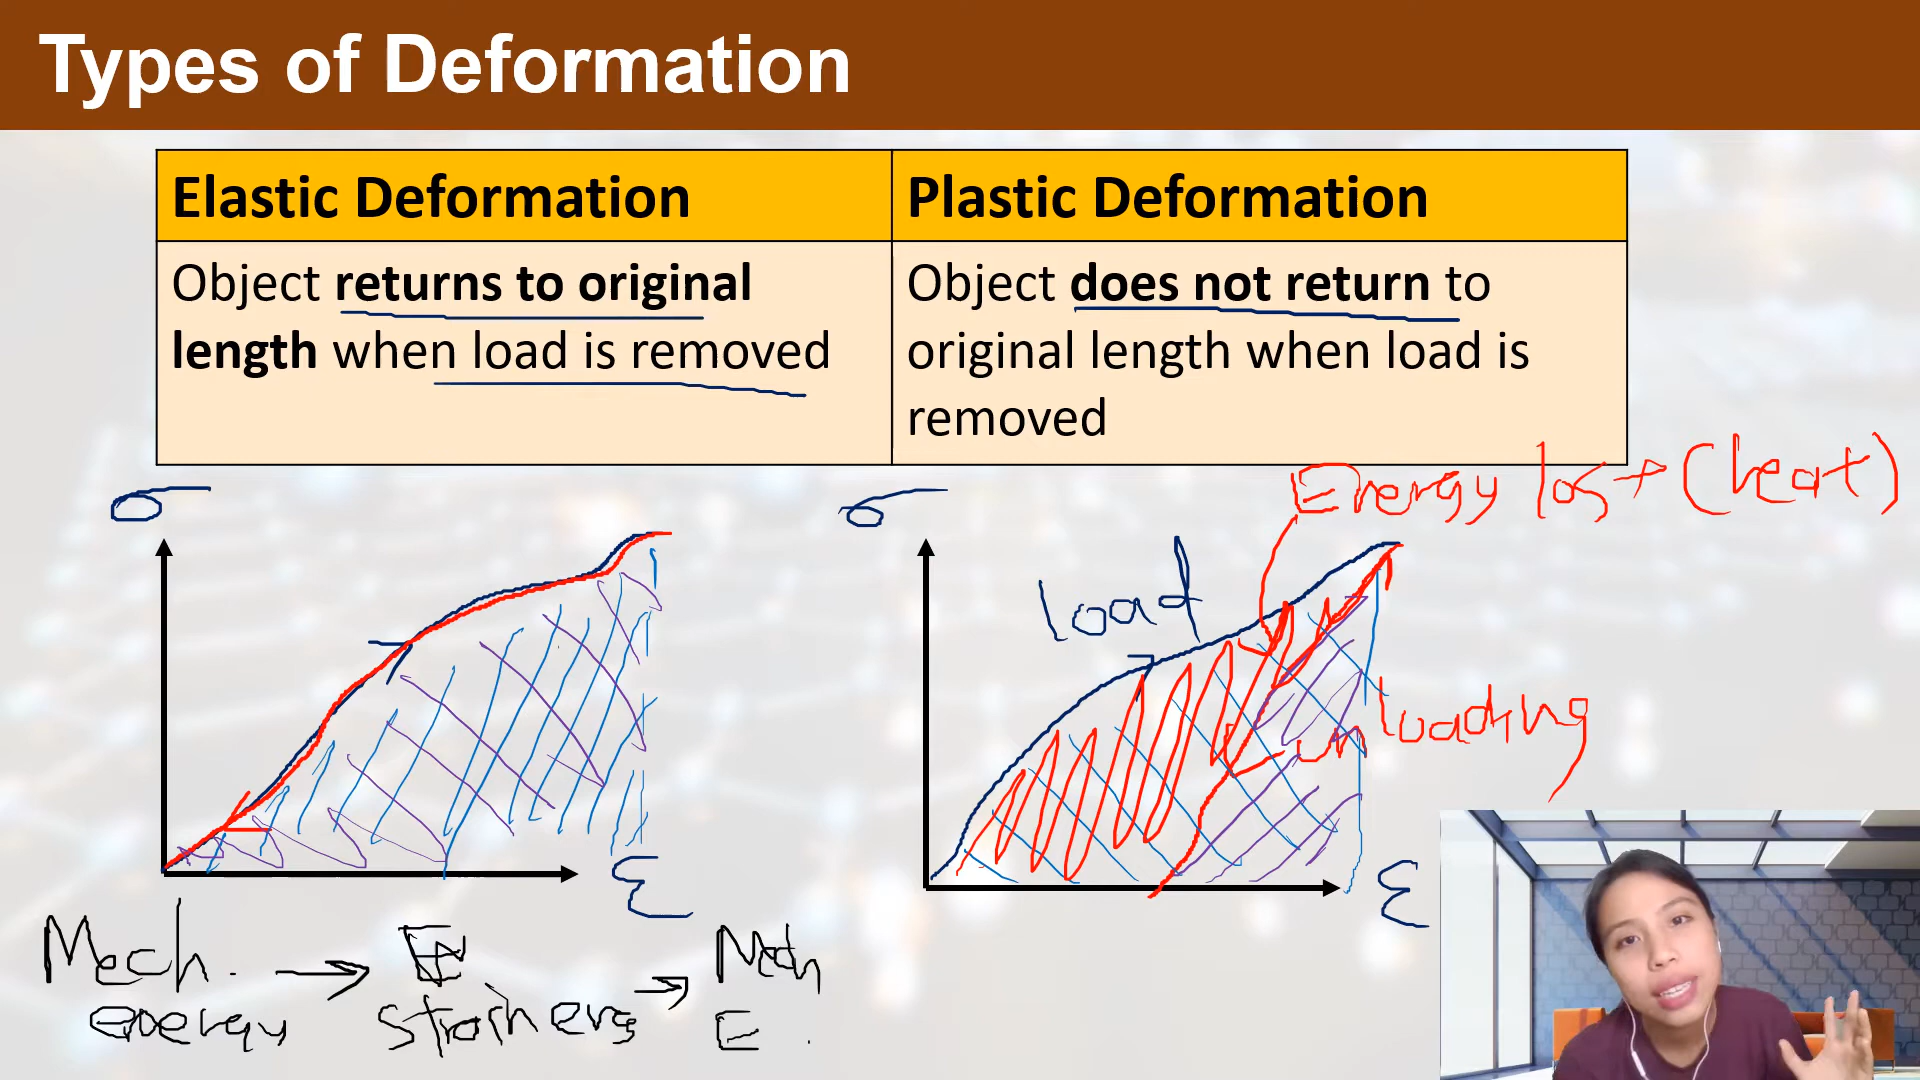 Types of Deformation
Elastic Deformation
Plastic Deformation
Object returns to original
length when load is removed
Object does not return to
original length when load is
removed
Energy lost (heat)
σ
σ
load
unloading
ε
ε
Mech.
energy
→
strain energ
→
Mech
E.